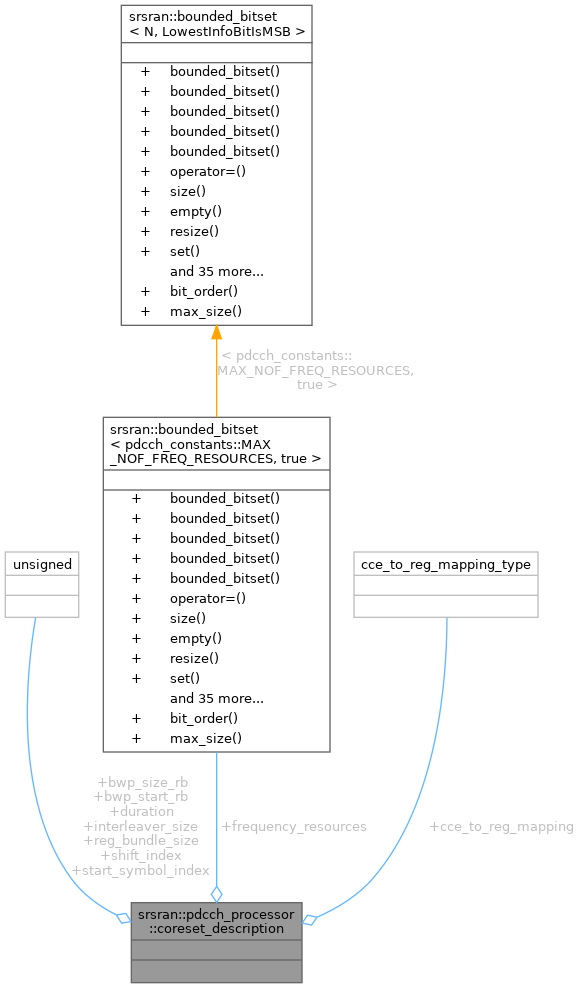 srsran::bounded_bitset
< N, LowestInfoBitIsMSB >
+ bounded_bitset()
+ bounded_bitset()
+ bounded_bitset()
+ bounded_bitset()
+ bounded_bitset()
+ operator=()
+ size()
+ empty()
+ resize()
+ set()
and 35 more...
+ bit_order()
+ max_size()
< pdcch_constants::
MAX_NOF_FREQ_RESOURCES,
true >
srsran::bounded_bitset
< pdcch_constants::MAX
_NOF_FREQ_RESOURCES, true >
+ bounded_bitset()
+ bounded_bitset()
+ bounded_bitset()
+ bounded_bitset()
+ bounded_bitset()
+ operator=()
+ size()
+ empty()
+ resize()
+ set()
and 35 more...
+ bit_order()
+ max_size()
unsigned
cce_to_reg_mapping_type
+bwp_size_rb
+bwp_start_rb
+duration
+interleaver_size
+reg_bundle_size
+shift_index
+start_symbol_index
+frequency_resources
+cce_to_reg_mapping
srsran::pdcch_processor
::coreset_description